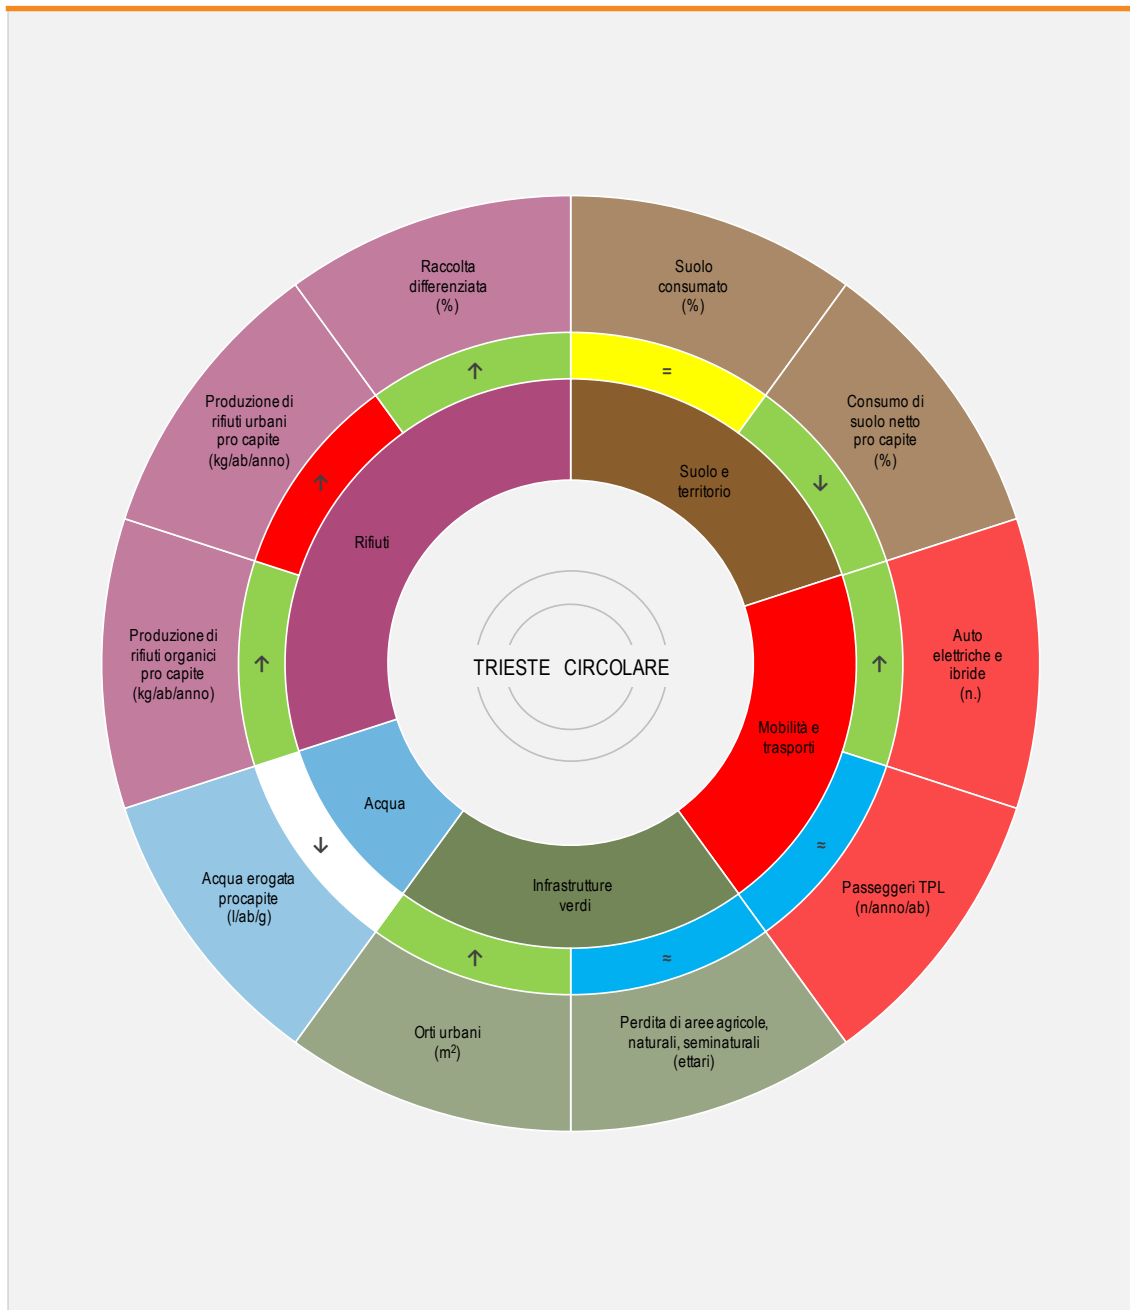 Raccolta
differenziata
(%)
Suolo
consumato
(%)
Produzione di
rifiuti urbani
pro capite
(kg/ab/anno)
Consumo di
suolo netto
pro capite
(%)
↑
=
Suolo e
territorio
↑
↓
Rifiuti
Produzione di
rifiuti organici
pro capite
(kg/ab/anno)
↑
TRIESTE CIRCOLARE
↑
Auto
elettriche e
ibride
(n.)
Mobilità e
trasporti
Acqua
↓
≈
Acqua erogata
procapite
(l/ab/g)
Infrastrutture
verdi
Passeggeri TPL
(n/anno/ab)
↑
≈
Orti urbani
(m²)
Perdita di aree agricole,
naturali, seminaturali
(ettari)